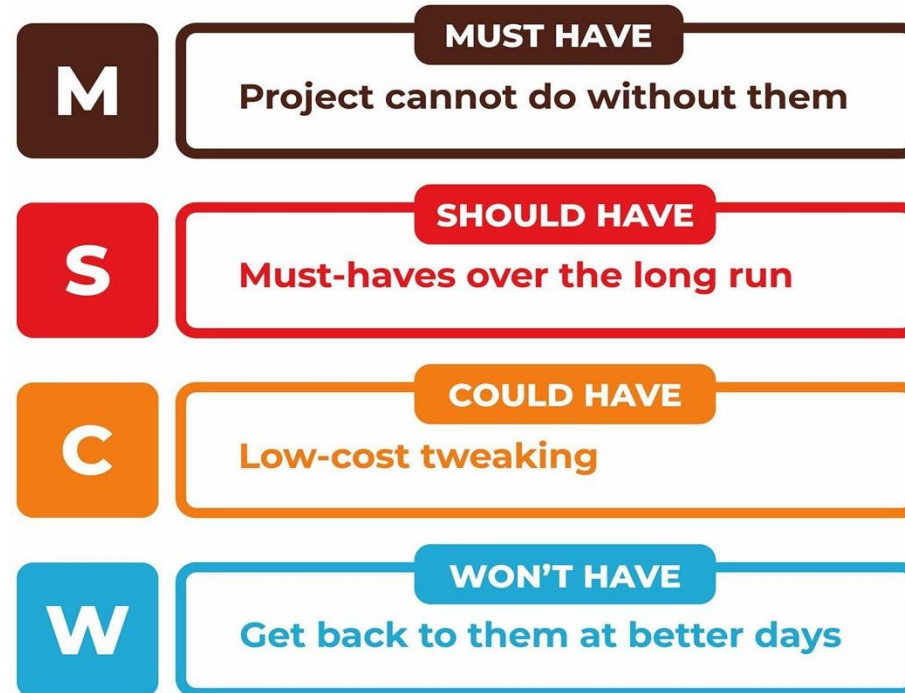 M
MUST HAVE
Project cannot do without them
S
SHOULD HAVE
Must-haves over the long run
C
COULD HAVE
Low-cost tweaking
W
WON’T HAVE
Get back to them at better days